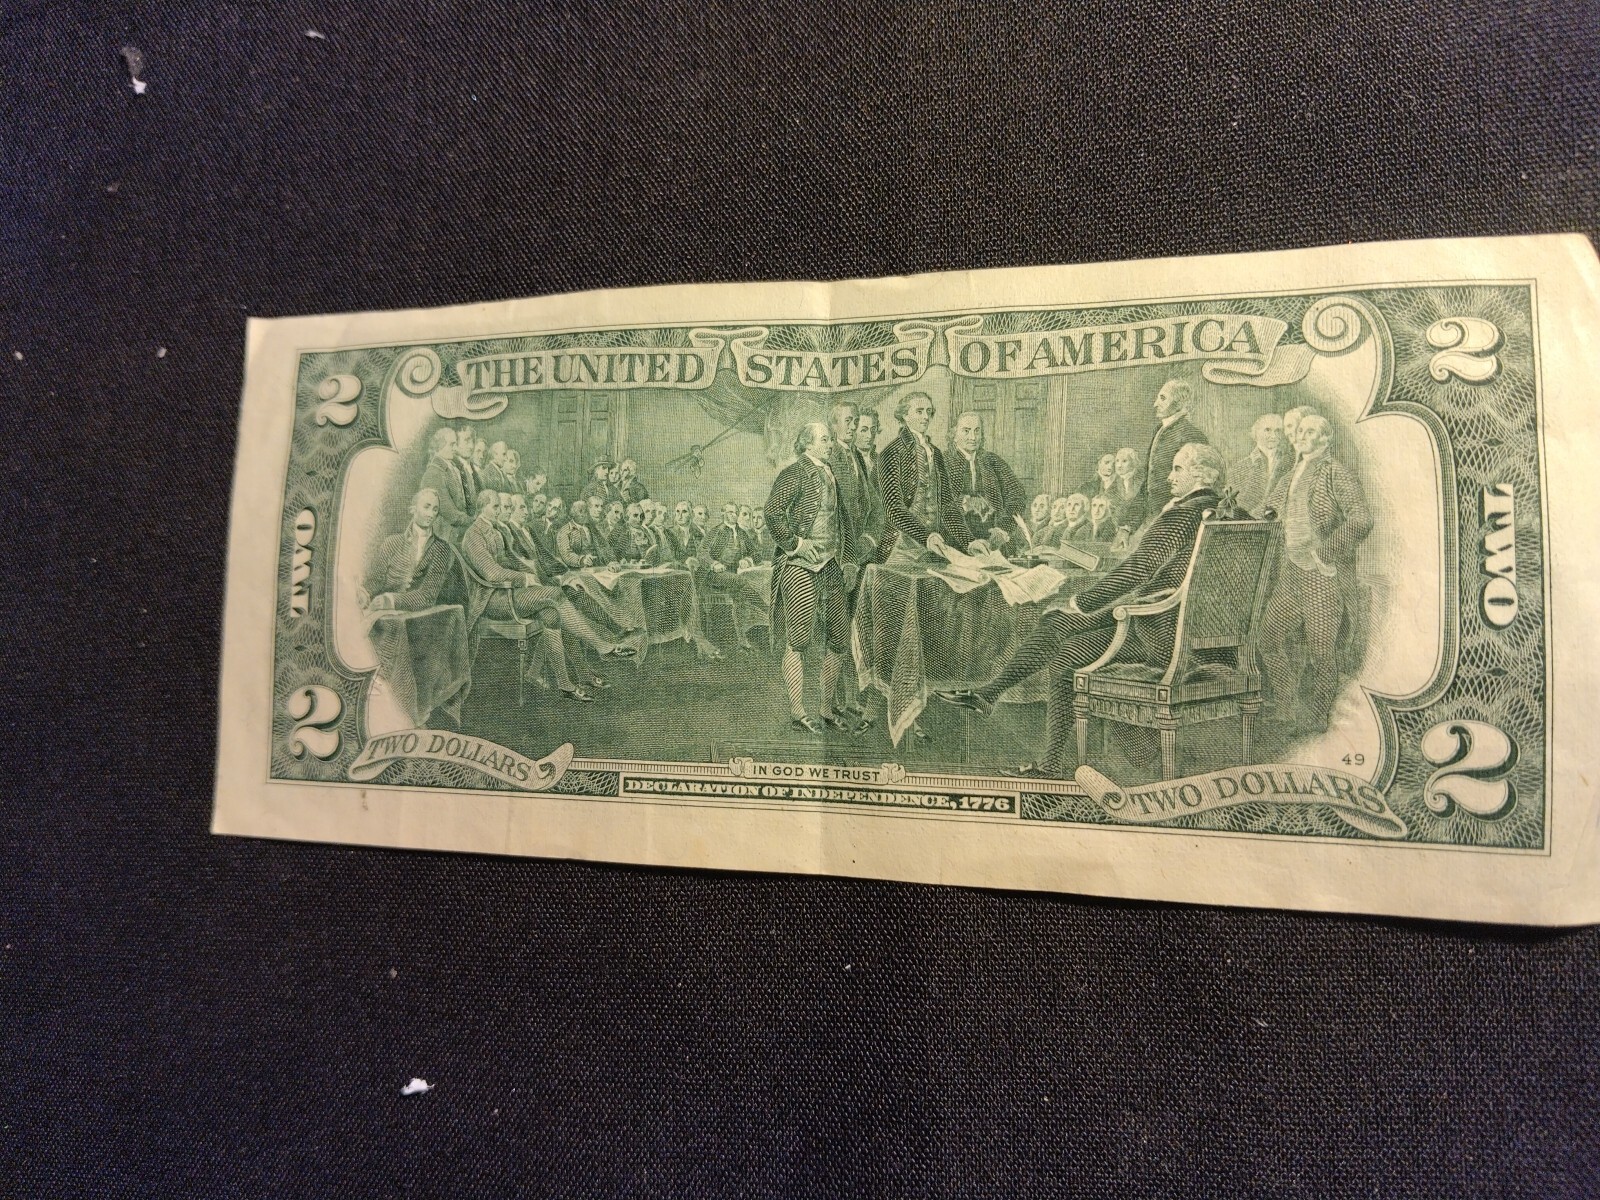 THE UNITED STATES OF AMERICA
2
2
TWO
TWO
2
2
TWO DOLLARS
IN GOD WE TRUST
49
TWO DOLLARS
DECLARATION OF INDEPENDENCE, 1776